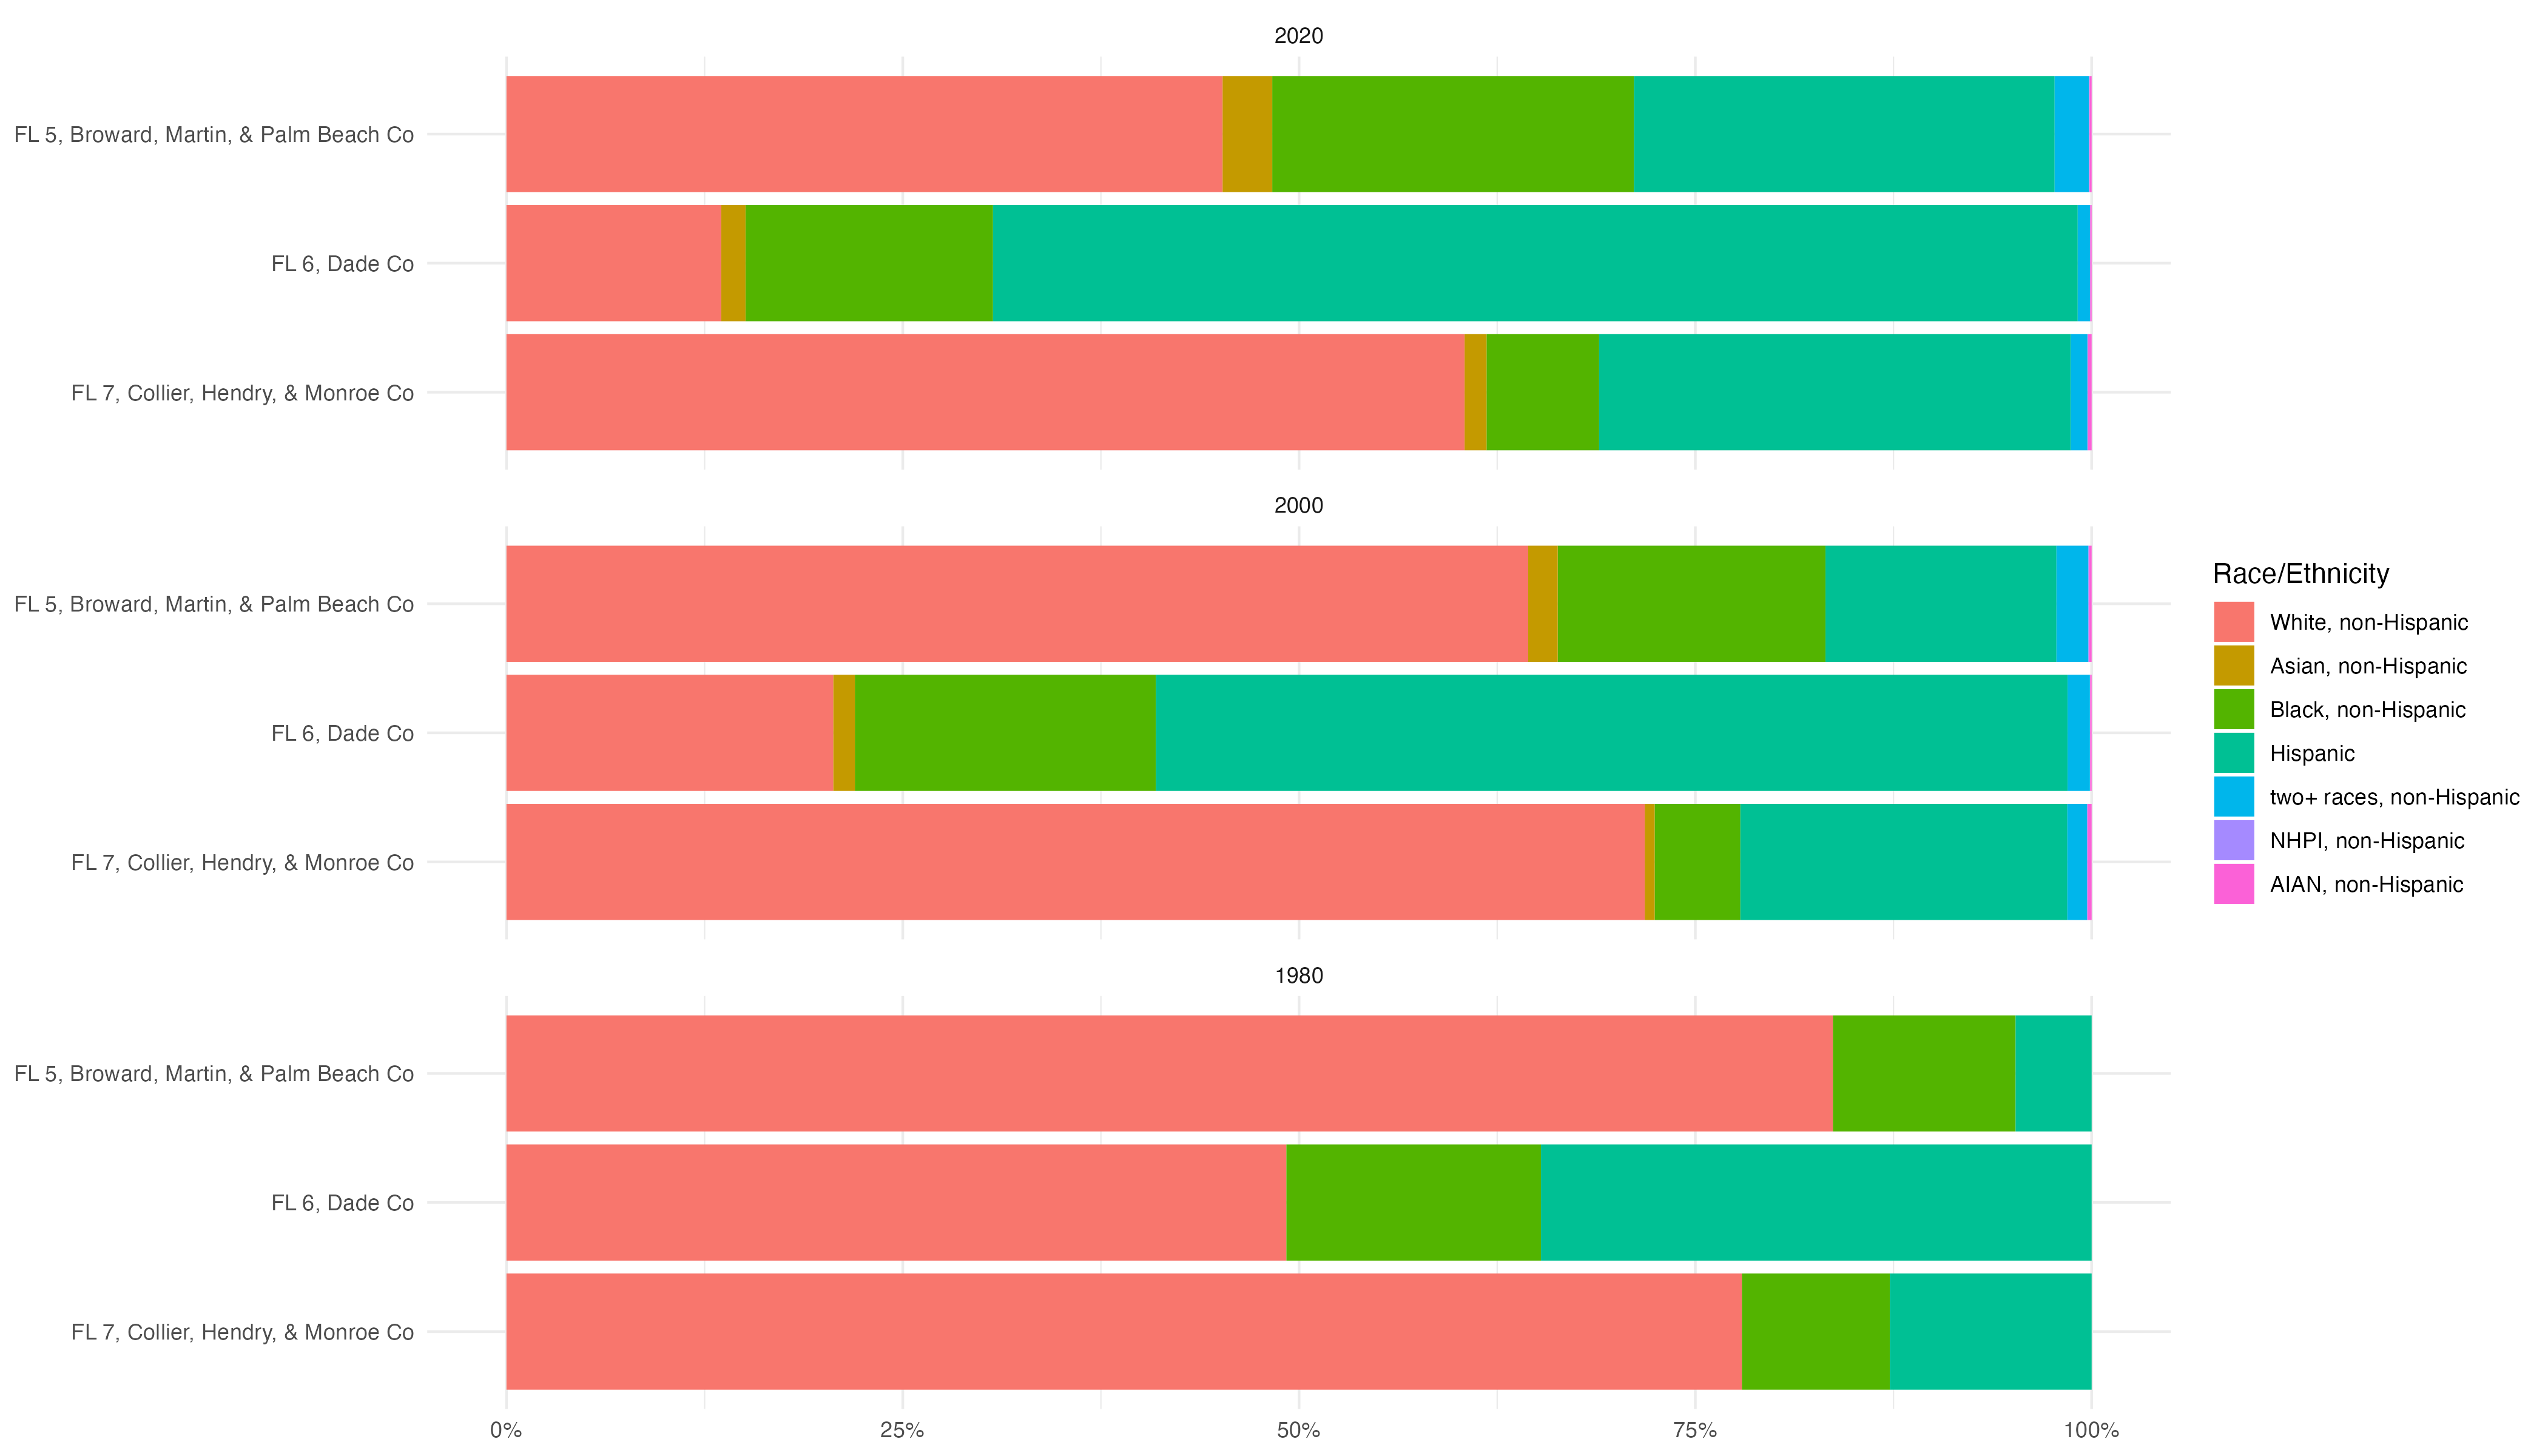 2020
FL 5, Broward, Martin, & Palm Beach Co
FL 6, Dade Co
FL 7, Collier, Hendry, & Monroe Co
2000
FL 5, Broward, Martin, & Palm Beach Co
FL 6, Dade Co
FL 7, Collier, Hendry, & Monroe Co
1980
FL 5, Broward, Martin, & Palm Beach Co
FL 6, Dade Co
FL 7, Collier, Hendry, & Monroe Co
0% 25% 50% 75% 100%
Race/Ethnicity
White, non-Hispanic
Asian, non-Hispanic
Black, non-Hispanic
Hispanic
two+ races, non-Hispanic
NHPI, non-Hispanic
AIAN, non-Hispanic